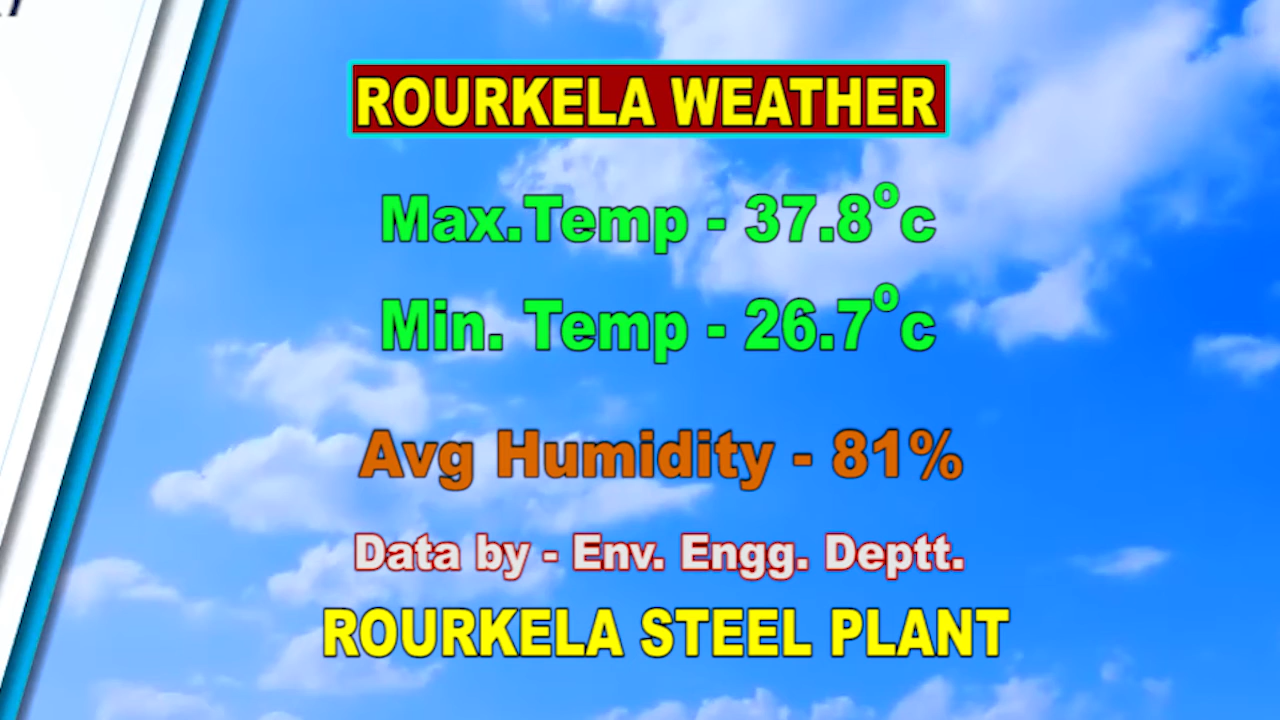 ROURKELA WEATHER
Max.Temp - 37.8°c
Min. Temp - 26.7°c
Avg Humidity - 81%
Data by - Env. Engg. Deptt.
ROURKELA STEEL PLANT